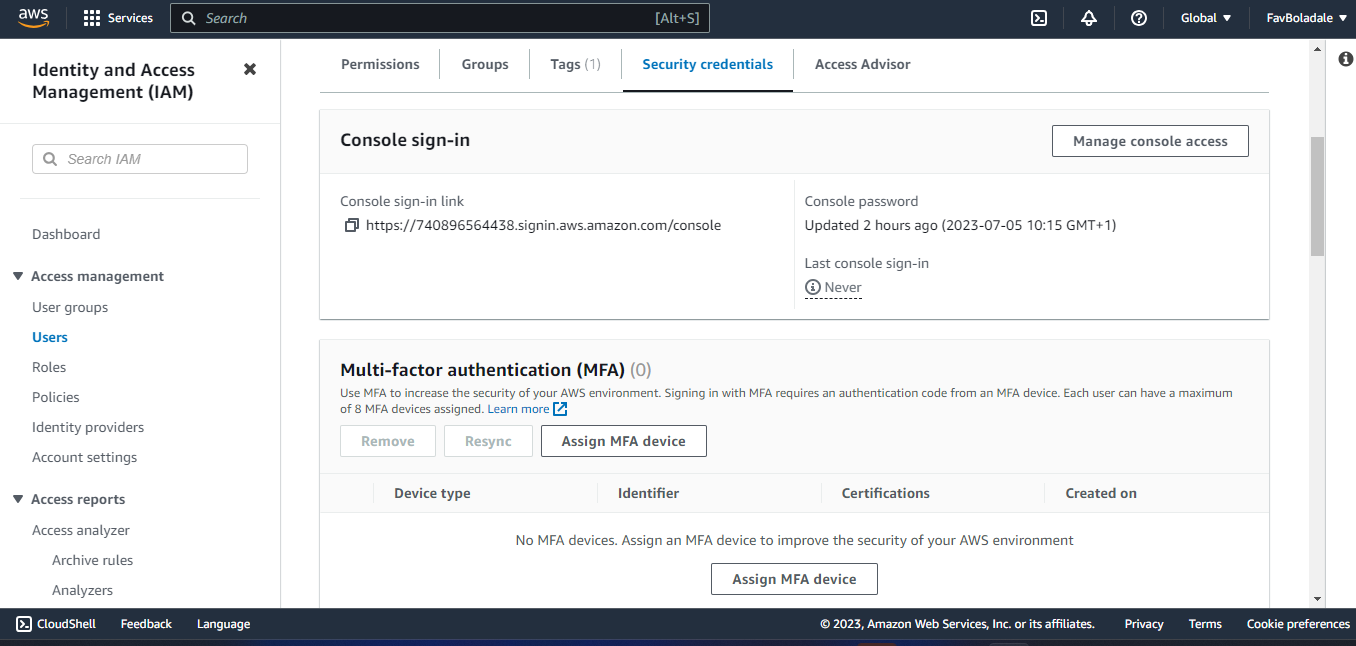 aws
Services
Search [Alt+S]
Global
FavBoladale
Identity and Access
Management (IAM)
Search IAM
Dashboard
Access management
User groups
Users
Roles
Policies
Identity providers
Account settings
Access reports
Access analyzer
Archive rules
Analyzers
Permissions
Groups
Tags (1)
Security credentials
Access Advisor
Console sign-in
Manage console access
Console sign-in link
https://740896564438.signin.aws.amazon.com/console
Console password
Updated 2 hours ago (2023-07-05 10:15 GMT+1)
Last console sign-in
Never
Multi-factor authentication (MFA) (0)
Use MFA to increase the security of your AWS environment. Signing in with MFA requires an authentication code from an MFA device. Each user can have a maximum
of 8 MFA devices assigned. Learn more
Remove
Resync
Assign MFA device
Device type
Identifier
Certifications
Created on
No MFA devices. Assign an MFA device to improve the security of your AWS environment
Assign MFA device
CloudShell
Feedback
Language
© 2023, Amazon Web Services, Inc. or its affiliates.
Privacy
Terms
Cookie preferences